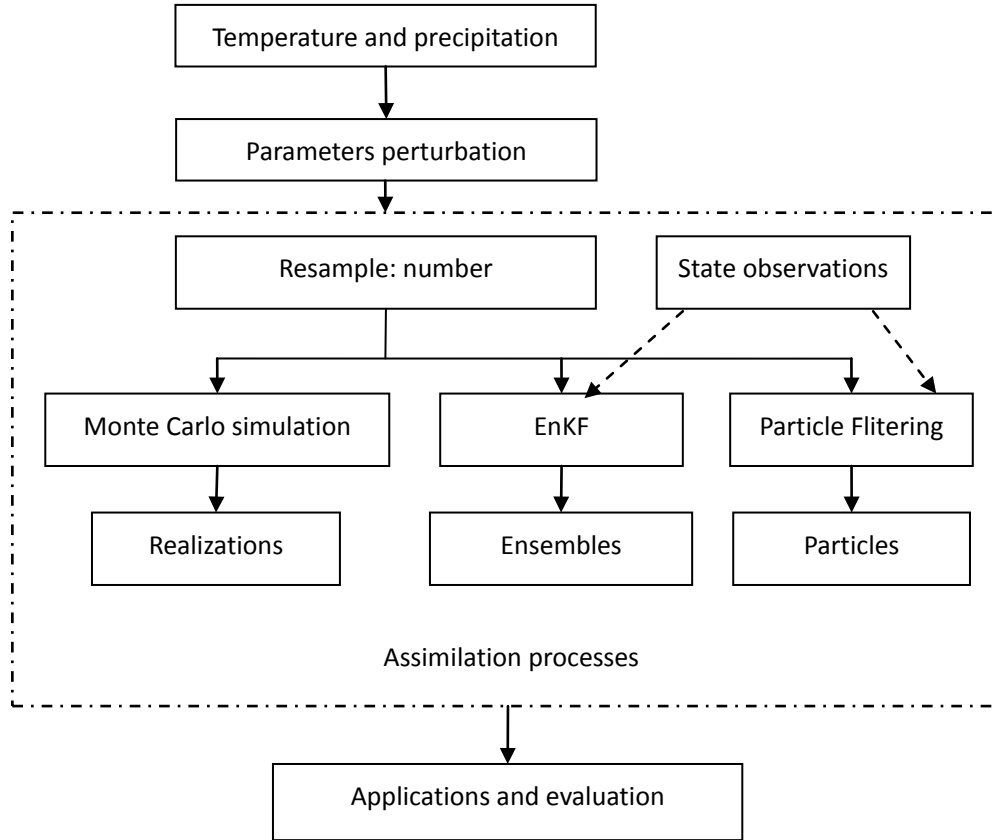 Temperature and precipitation
Parameters perturbation
Resample: number
State observations
Monte Carlo simulation
EnKF
Particle Flitering
Realizations
Ensembles
Particles
Assimilation processes
Applications and evaluation